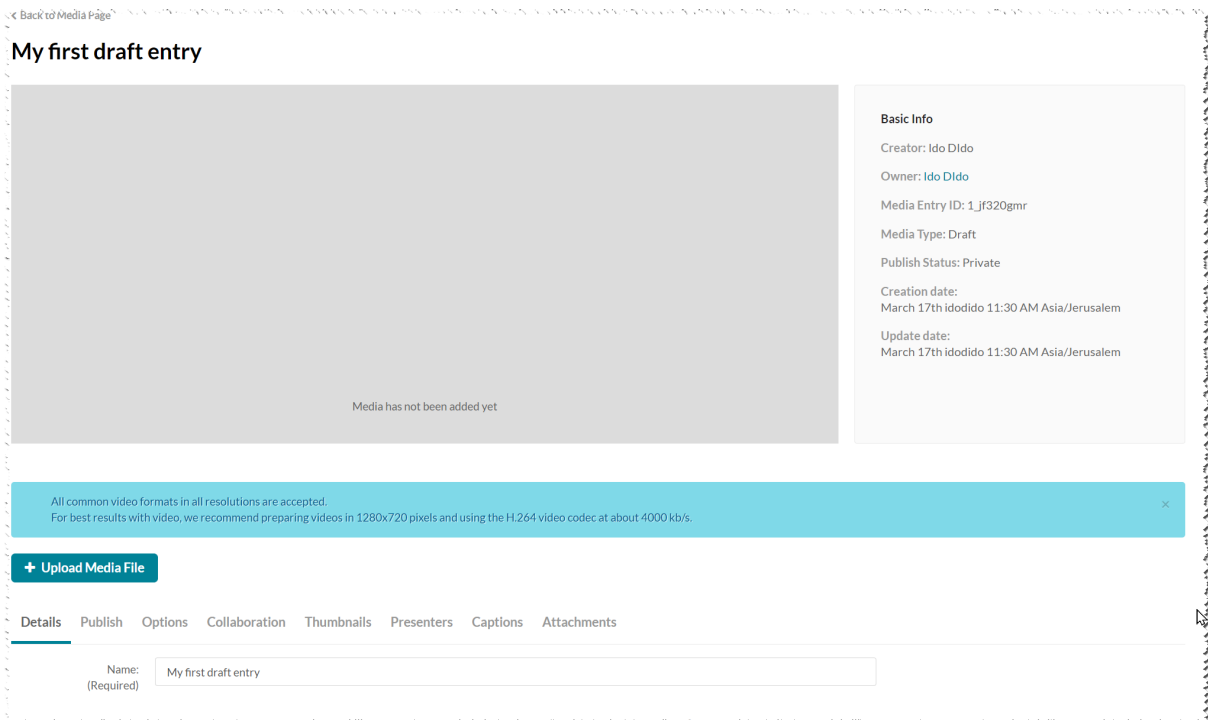 Back to Media Page
My first draft entry
Media has not been added yet
Basic Info
Creator: Ido DIdo
Owner: Ido DIdo
Media Entry ID: 1_jf320gmr
Media Type: Draft
Publish Status: Private
Creation date:
March 17th idodido 11:30 AM Asia/Jerusalem
Update date:
March 17th idodido 11:30 AM Asia/Jerusalem
All common video formats in all resolutions are accepted.
For best results with video, we recommend preparing videos in 1280x720 pixels and using the H.264 video codec at about 4000 kb/s.
+ Upload Media File
Details Publish Options Collaboration Thumbnails Presenters Captions Attachments
Name: My first draft entry
(Required)